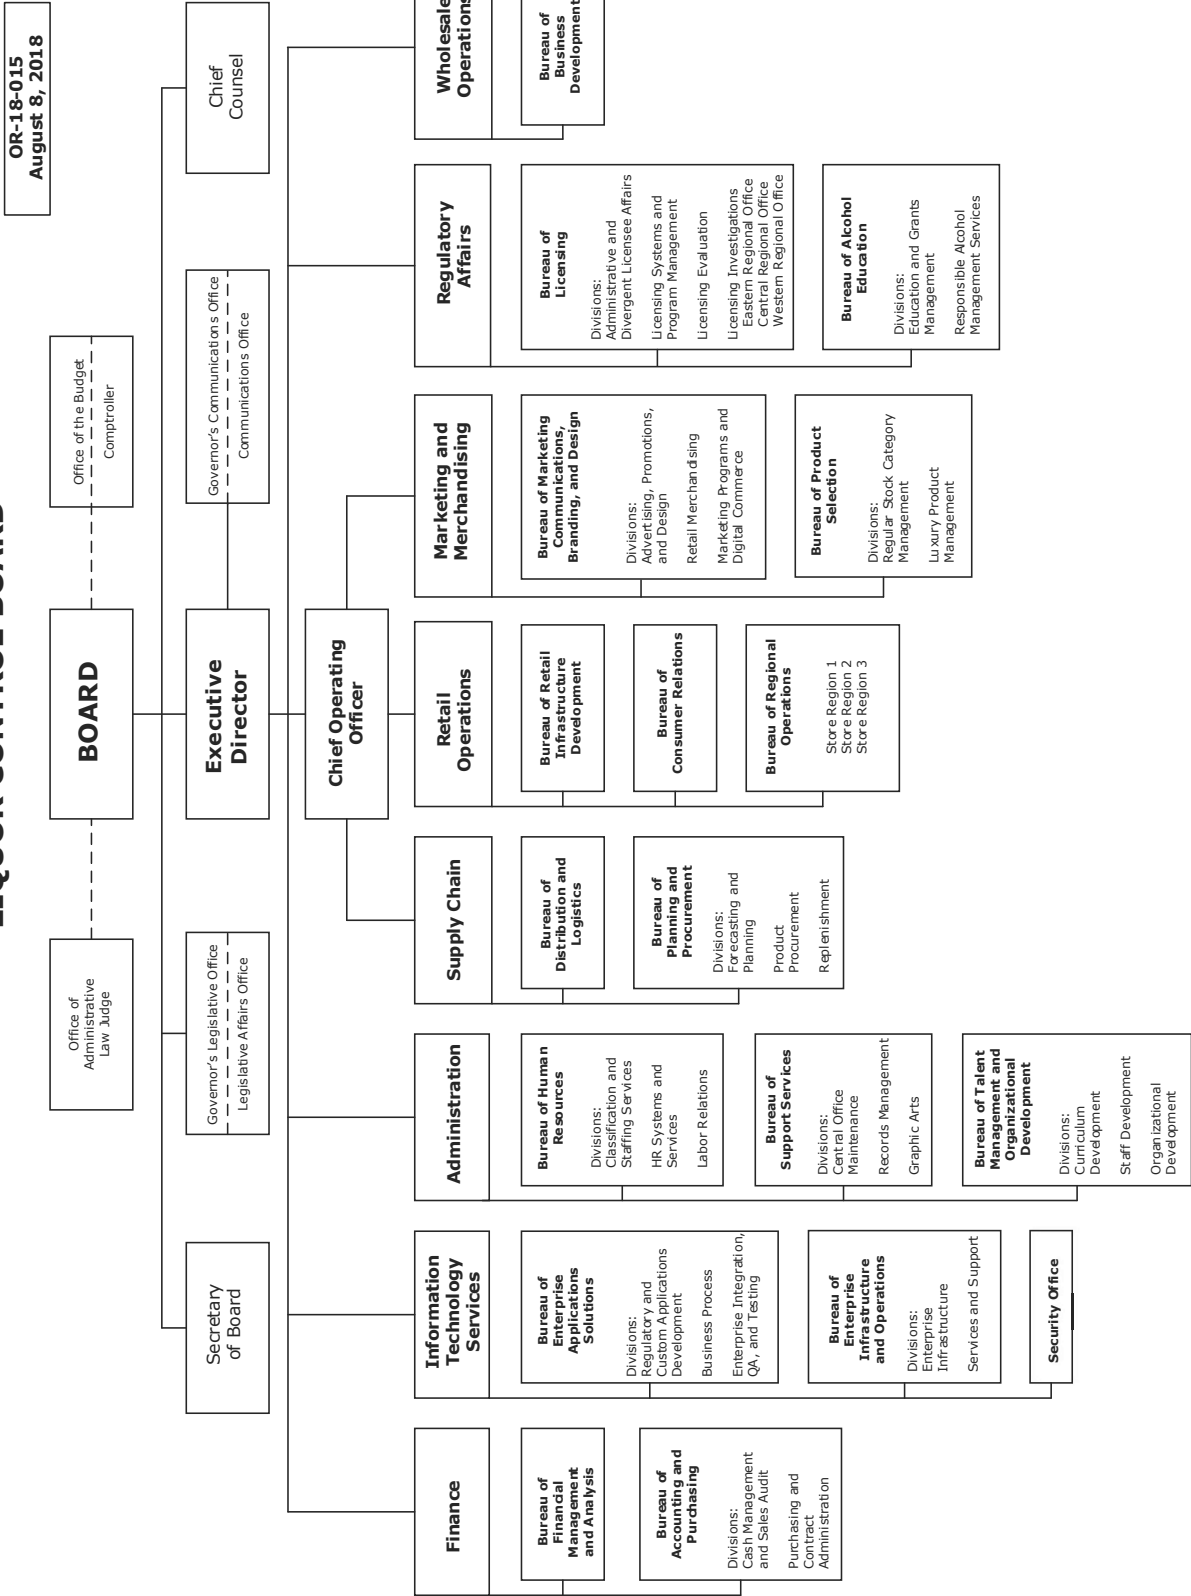 OR-18-015
August 8, 2018
LIQUOR CONTROL BOARD
Office of
Administrative
Law Judge
BOARD
Office of the Budget
Comptroller
Secretary
of Board
Governor's Legislative Office
Legislative Affairs Office
Executive
Director
Governor's Communications Office
Communications Office
Chief
Counsel
Chief Operating
Officer
Finance
Bureau of
Financial
Management
and Analysis
Bureau of
Accounting and
Purchasing
Divisions:
Cash Management
and Sales Audit
Purchasing and
Contract
Administration
Information
Technology
Services
Bureau of
Enterprise
Applications
Solutions
Divisions:
Regulatory and
Custom Applications
Development
Business Process
Enterprise Integration,
QA, and Testing
Bureau of
Enterprise
Infrastructure
and Operations
Divisions:
Enterprise
Infrastructure
Services and Support
Security Office
Administration
Bureau of Human
Resources
Divisions:
Classification and
Staffing Services
HR Systems and
Services
Labor Relations
Bureau of
Support Services
Divisions:
Central Office
Maintenance
Records Management
Graphic Arts
Bureau of Talent
Management and
Organizational
Development
Divisions:
Curriculum
Development
Staff Development
Organizational
Development
Supply Chain
Bureau of
Distribution and
Logistics
Bureau of
Planning and
Procurement
Divisions:
Forecasting and
Planning
Product
Procurement
Replenishment
Retail
Operations
Bureau of Retail
Infrastructure
Development
Bureau of
Consumer Relations
Bureau of Regional
Operations
Store Region 1
Store Region 2
Store Region 3
Marketing and
Merchandising
Bureau of Marketing
Communications,
Branding, and Design
Divisions:
Advertising, Promotions,
and Design
Retail Merchandising
Marketing Programs and
Digital Commerce
Bureau of Product
Selection
Divisions:
Regular Stock Category
Management
Luxury Product
Management
Regulatory
Affairs
Bureau of
Licensing
Divisions:
Administrative and
Divergent Licensee Affairs
Licensing Systems and
Program Management
Licensing Evaluation
Licensing Investigations
Eastern Regional Office
Central Regional Office
Western Regional Office
Bureau of Alcohol
Education
Divisions:
Education and Grants
Management
Responsible Alcohol
Management Services
Wholesale
Operations
Bureau of
Business
Development